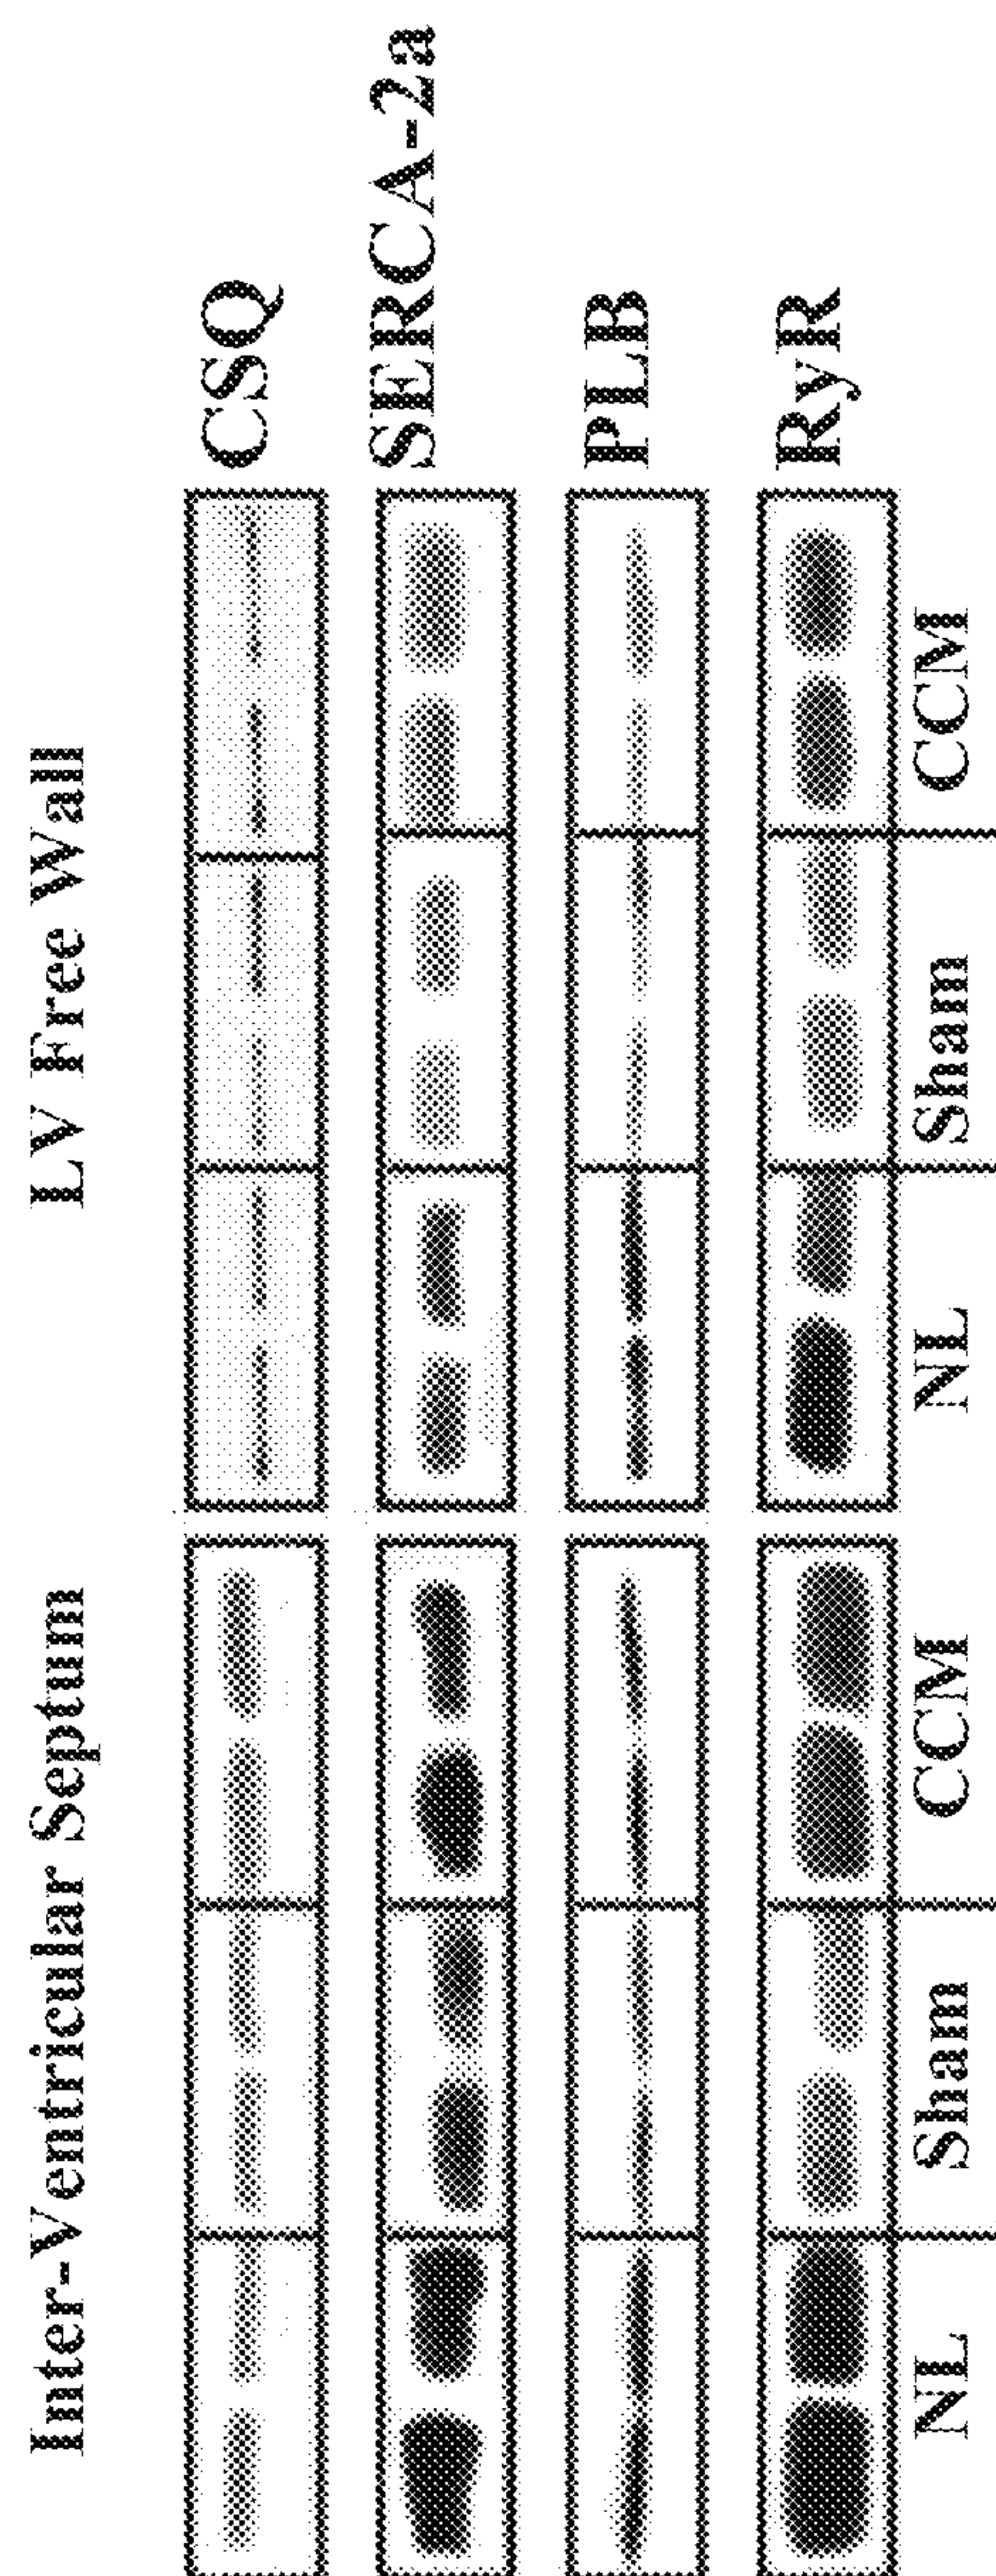 Inter-Ventricular Septum
LV Free Wall
CSQ
SERCA-2a
PLB
RyR
NL
Sham
CCM
NL
Sham
CCM